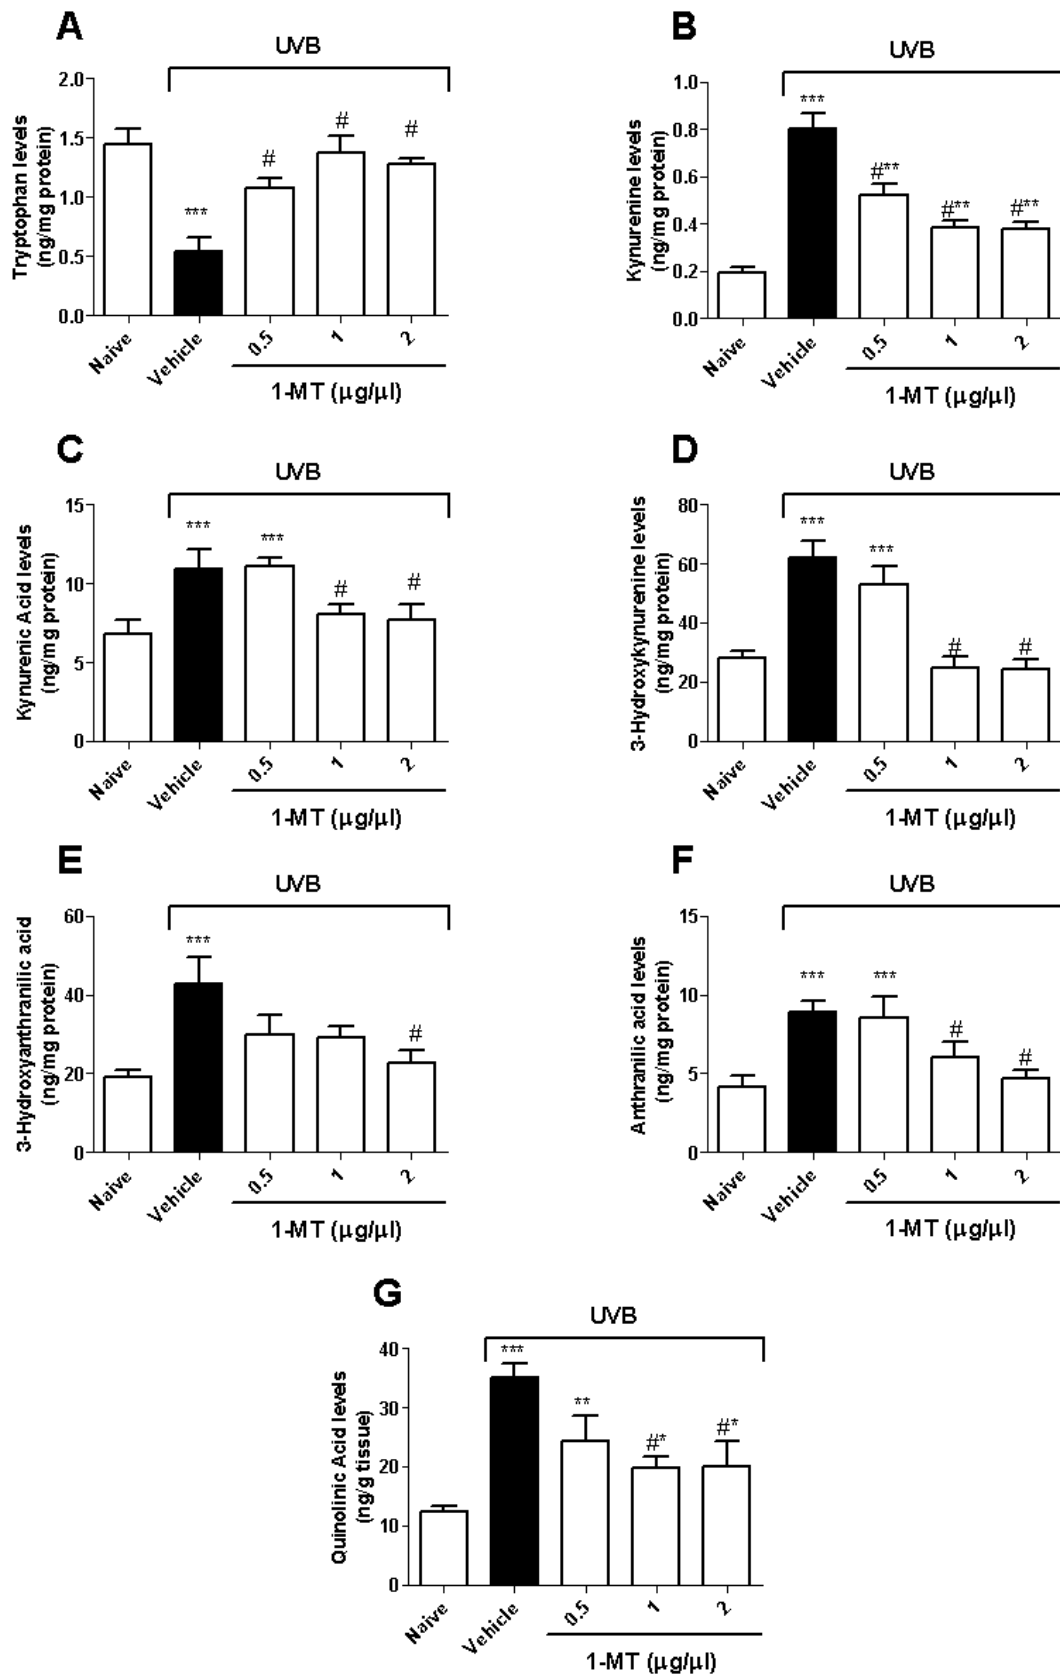 A
UVB
Tryptophan levels
(ng/mg protein)
2.0
1.5
1.0
0.5
0.0
***
#
#
#
Naive
Vehicle
0.5
1
2
1-MT (μg/μl)
B
UVB
Kynurenine levels
(ng/mg protein)
1.0
0.8
0.6
0.4
0.2
0.0
***
#**
#**
#**
Naive
Vehicle
0.5
1
2
1-MT (μg/μl)
C
UVB
Kynurenic Acid levels
(ng/mg protein)
15
10
5
0
***
***
#
#
Naive
Vehicle
0.5
1
2
1-MT (μg/μl)
D
UVB
3-Hydroxykynurenine levels
(ng/mg protein)
80
60
40
20
0
***
***
#
#
Naive
Vehicle
0.5
1
2
1-MT (μg/μl)
E
UVB
3-Hydroxyanthranilic acid
(ng/mg protein)
60
40
20
0
***
#
Naive
Vehicle
0.5
1
2
1-MT (μg/μl)
F
UVB
Anthranilic acid levels
(ng/mg protein)
15
10
5
0
***
***
#
#
Naive
Vehicle
0.5
1
2
1-MT (μg/μl)
G
UVB
Quinolinic Acid levels
(ng/g tissue)
40
30
20
10
0
***
**
#*
#*
Naive
Vehicle
0.5
1
2
1-MT (μg/μl)